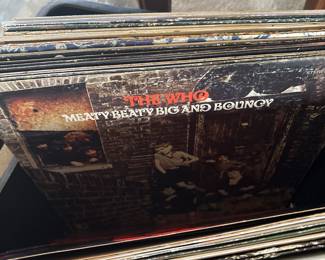 THE WHO
MEATY BEATY BIG AND BOUNCY